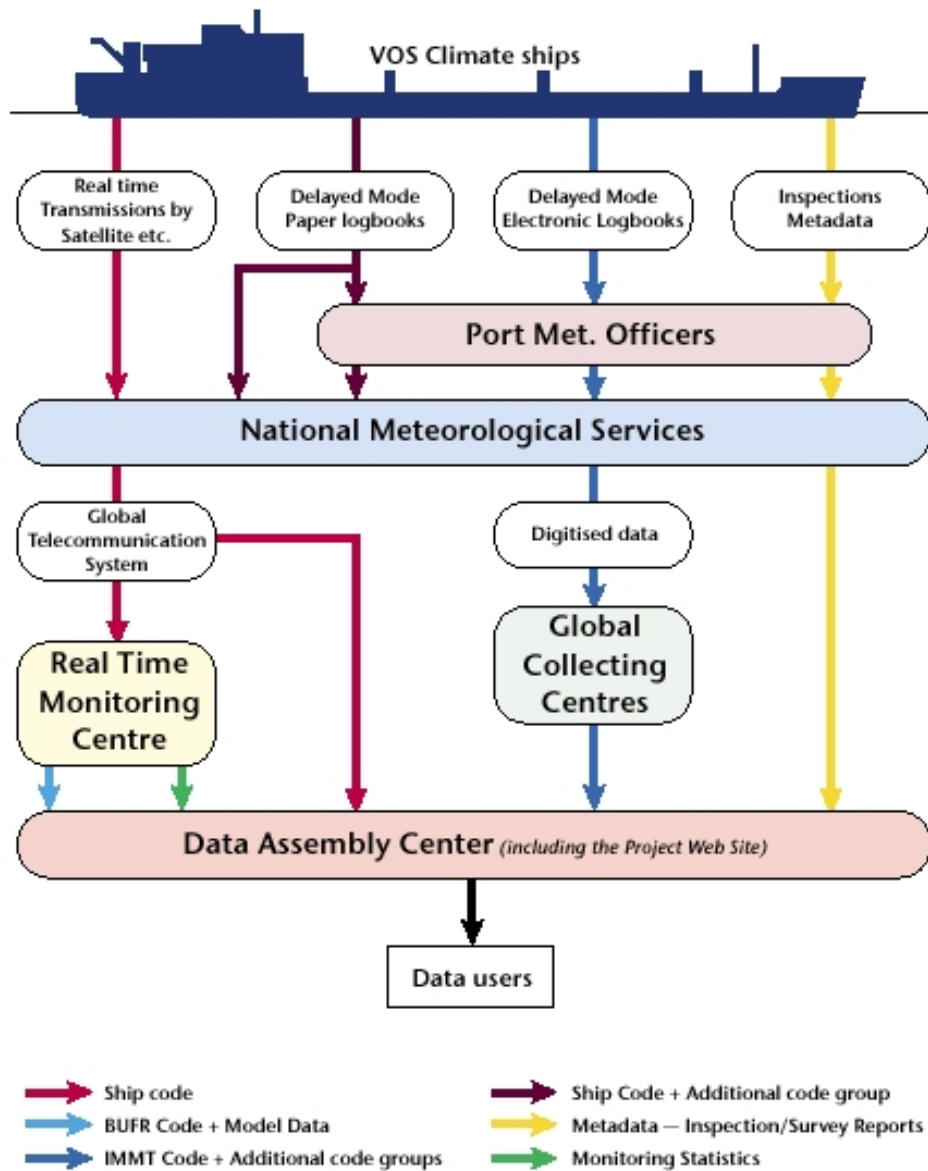 VOS Climate ships
Real time
Transmissions by
Satellite etc.
Delayed Mode
Paper logbooks
Delayed Mode
Electronic Logbooks
Inspections
Metadata
Port Met. Officers
National Meteorological Services
Global
Telecommunication
System
Digitised data
Real Time
Monitoring
Centre
Global
Collecting
Centres
Data Assembly Center (including the Project Web Site)
Data users
Ship code
BUFR Code + Model Data
IMMT Code + Additional code groups
Ship Code + Additional code group
Metadata — Inspection/Survey Reports
Monitoring Statistics